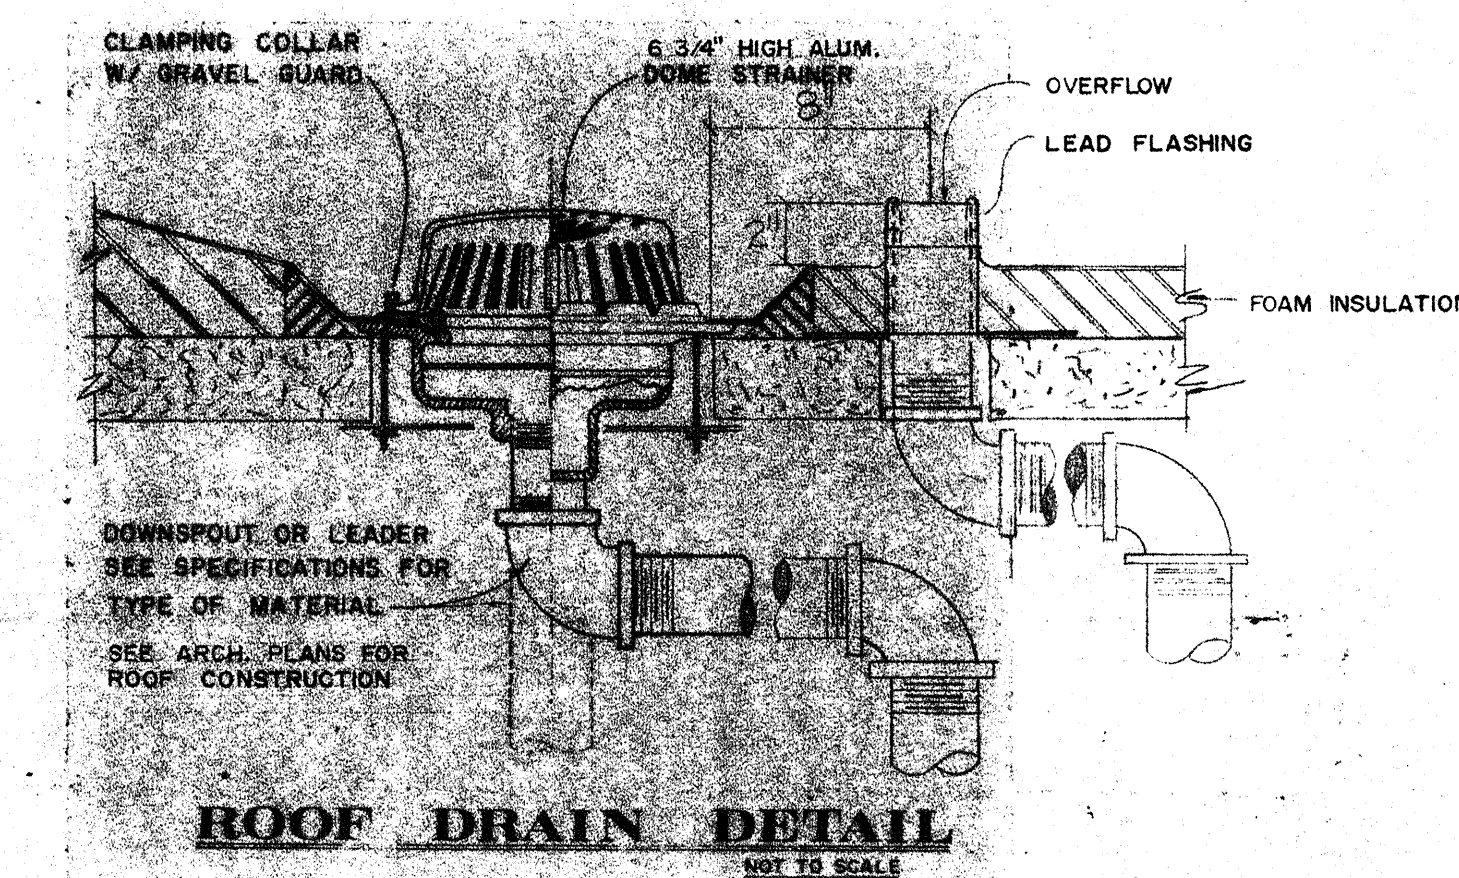 CLAMPING COLLAR
W/ GRAVEL GUARD
6 3/4" HIGH ALUM.
DOME STRAINER
8"
OVERFLOW
LEAD FLASHING
2"
FOAM INSULATION
DOWNSPOUT OR LEADER
SEE SPECIFICATIONS FOR
TYPE OF MATERIAL
SEE ARCH. PLANS FOR
ROOF CONSTRUCTION
ROOF DRAIN DETAIL
NOT TO SCALE